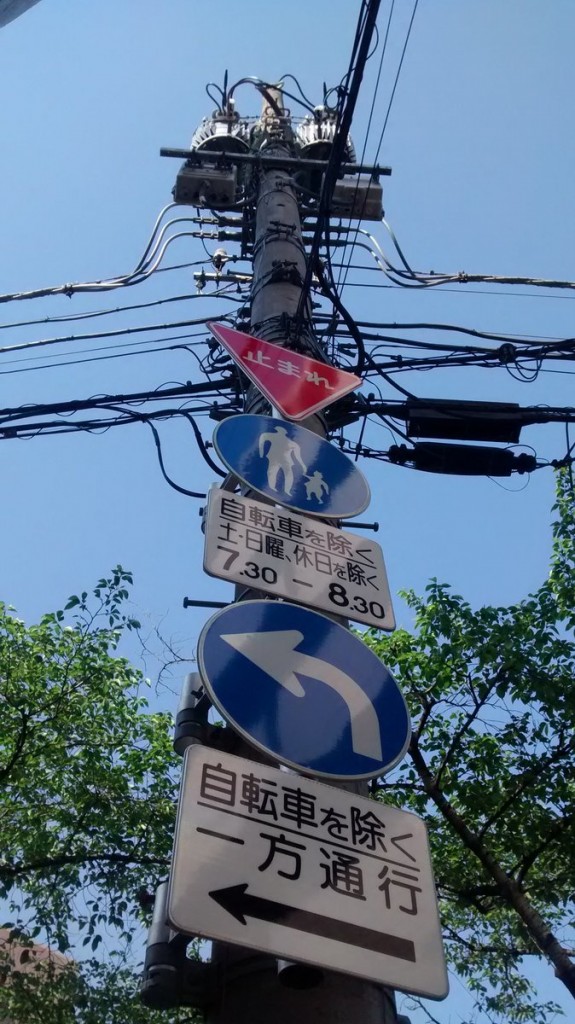 止まれ
自転車を除く
土・日曜、休日を除く
7.30 — 8.30
自転車を除く
一方通行